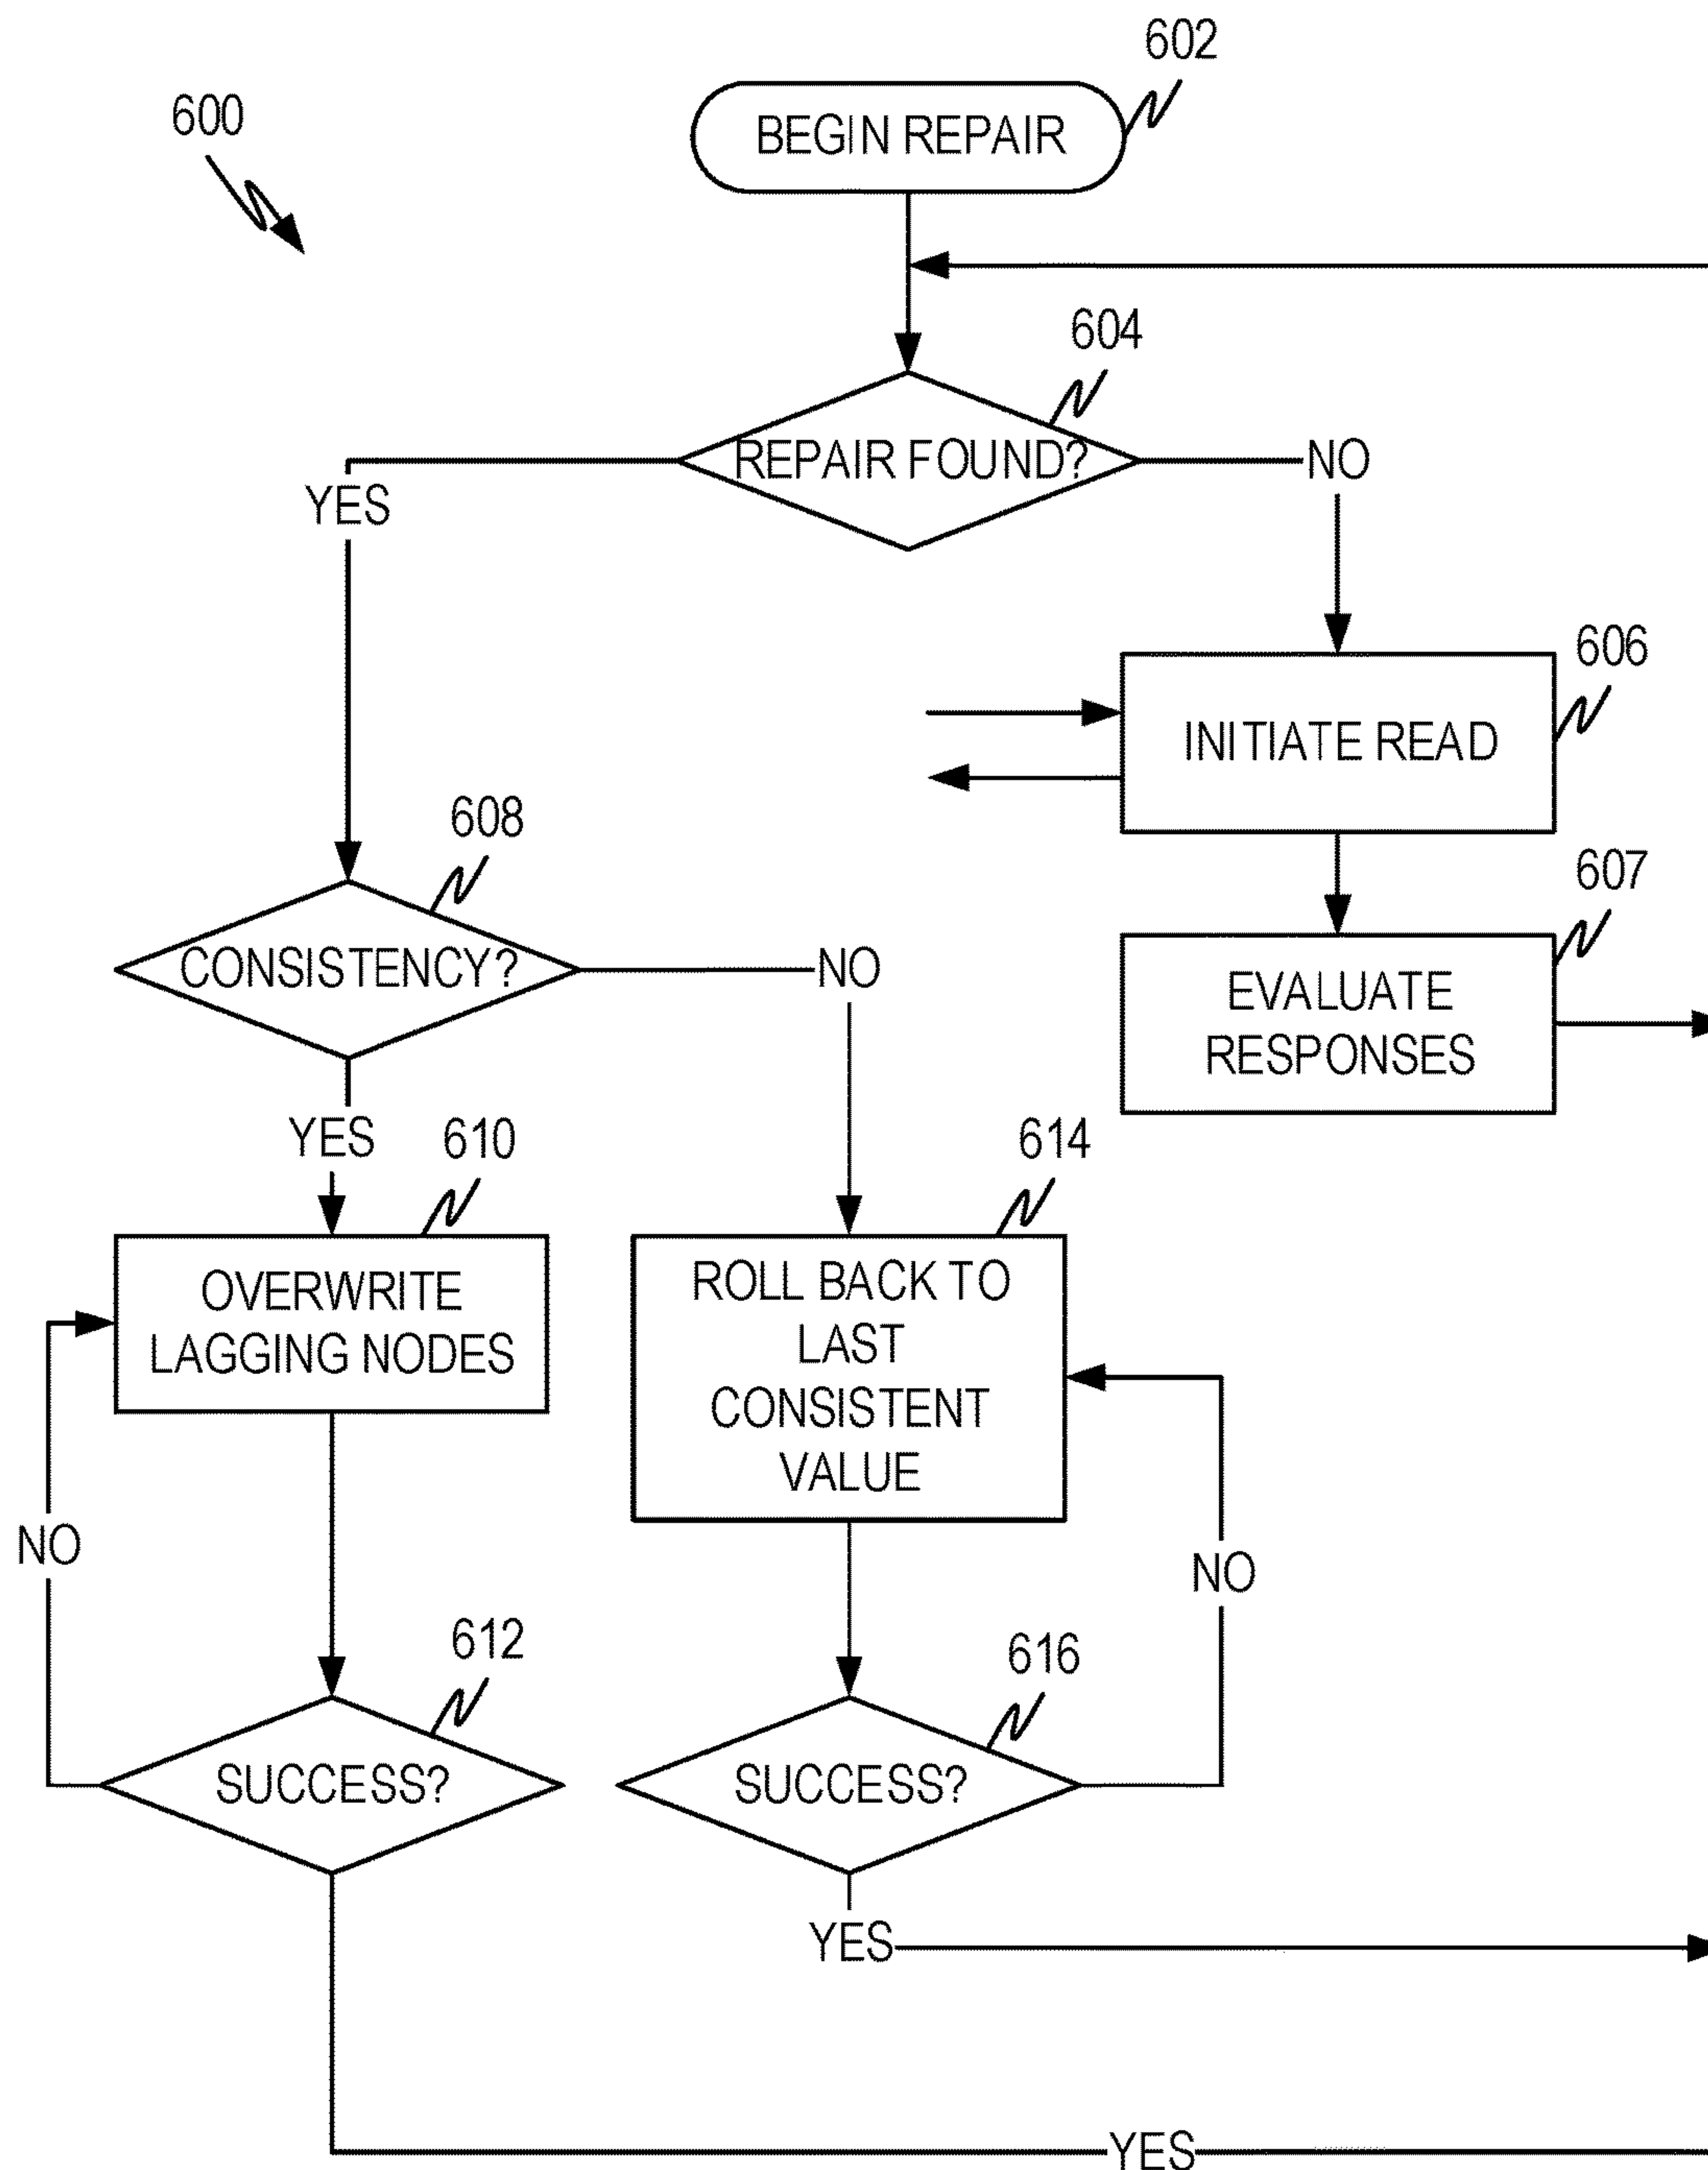 602
600
BEGIN REPAIR
604
REPAIR FOUND?
NO
YES
606
INITIATE READ
608
607
CONSISTENCY?
NO
EVALUATE
RESPONSES
YES
610
614
OVERWRITE
LAGGING NODES
ROLL BACK TO
LAST
CONSISTENT
VALUE
NO
NO
612
616
SUCCESS?
SUCCESS?
YES
YES